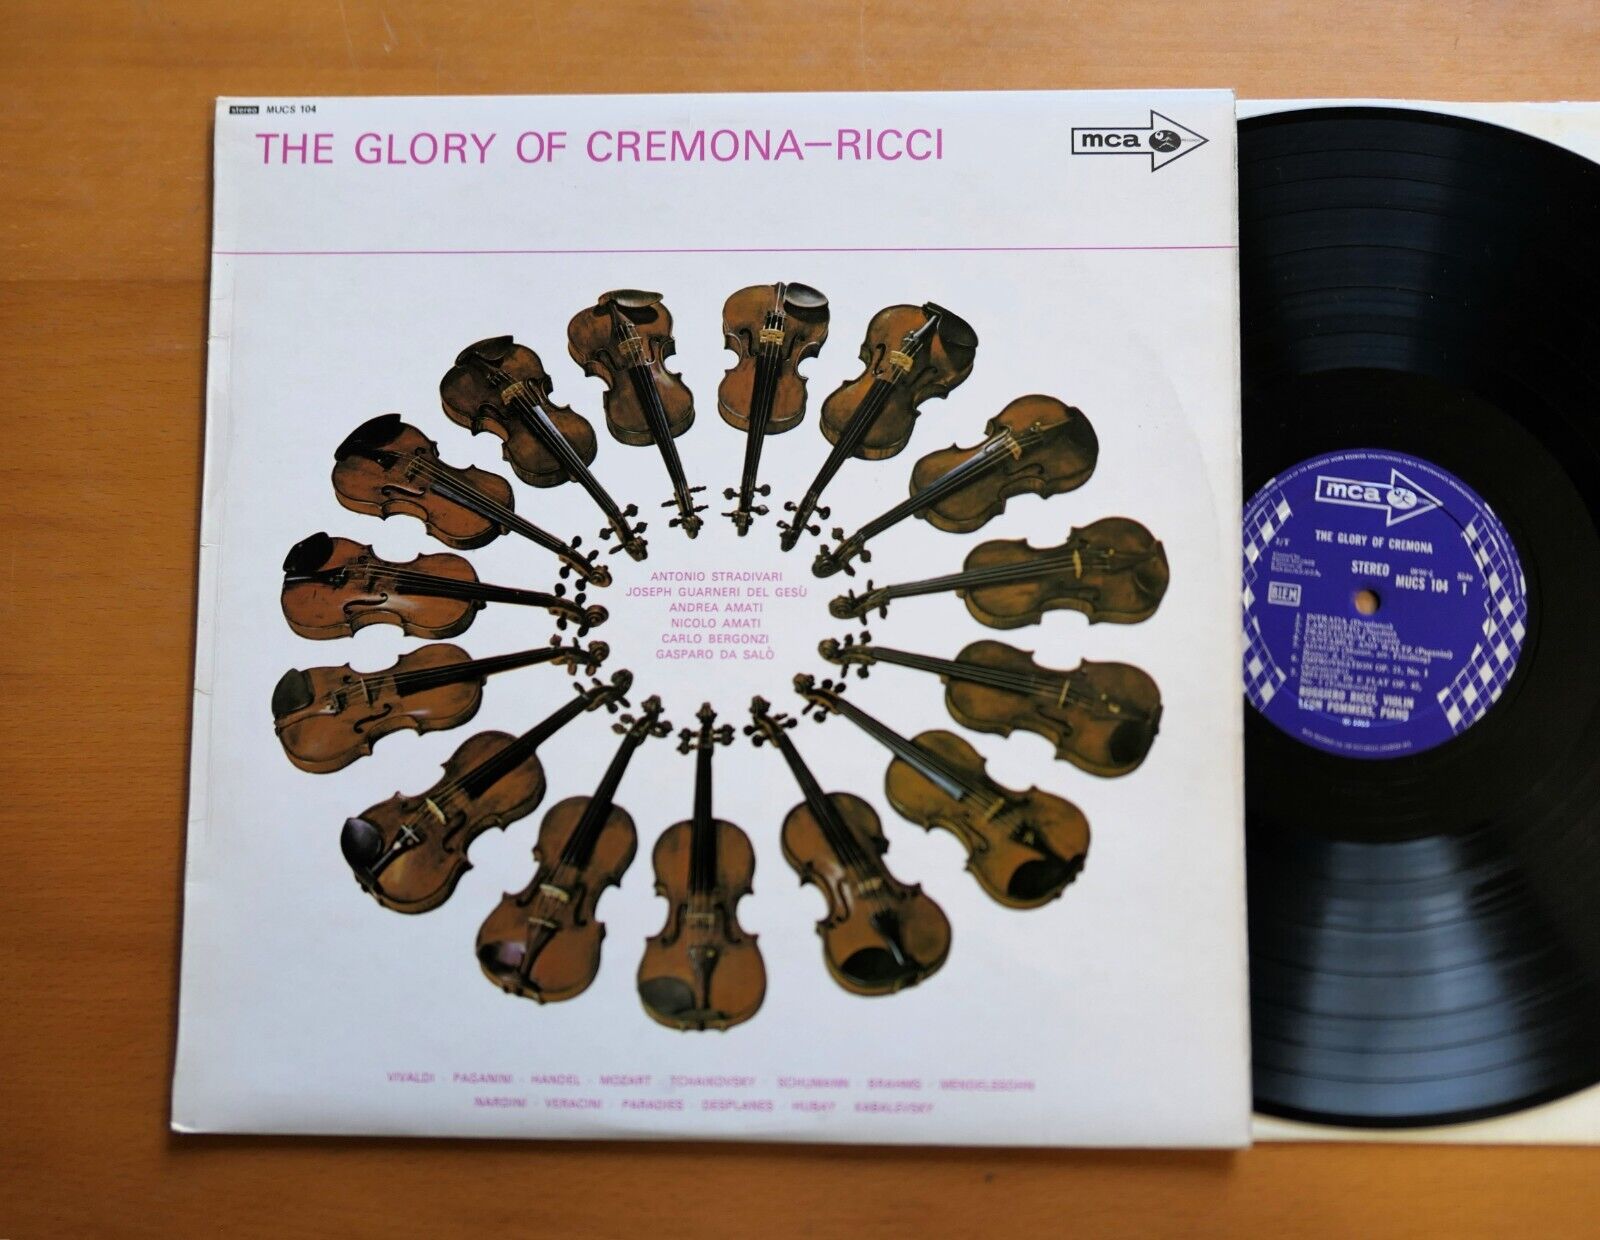 stereo MUCS 104
THE GLORY OF CREMONA–RICCI
mca
ANTONIO STRADIVARI
JOSEPH GUARNERI DEL GESÙ
ANDREA AMATI
NICOLO AMATI
CARLO BERGONZI
GASPARO DA SALÒ
VIVALDI · PAGANINI · HANDEL · MOZART · TCHAIKOVSKY · SCHUMANN · BRAHMS · MENDELSSOHN
NARDINI · VERACINI · PARADIES · DESPLANES · HUBAY · KABALEVSKY
mca
THE GLORY OF CREMONA
STEREO
MUCS 104
Side 1
BIEM
RUGGIERO RICCI, VIOLIN
LEON POMMERS, PIANO